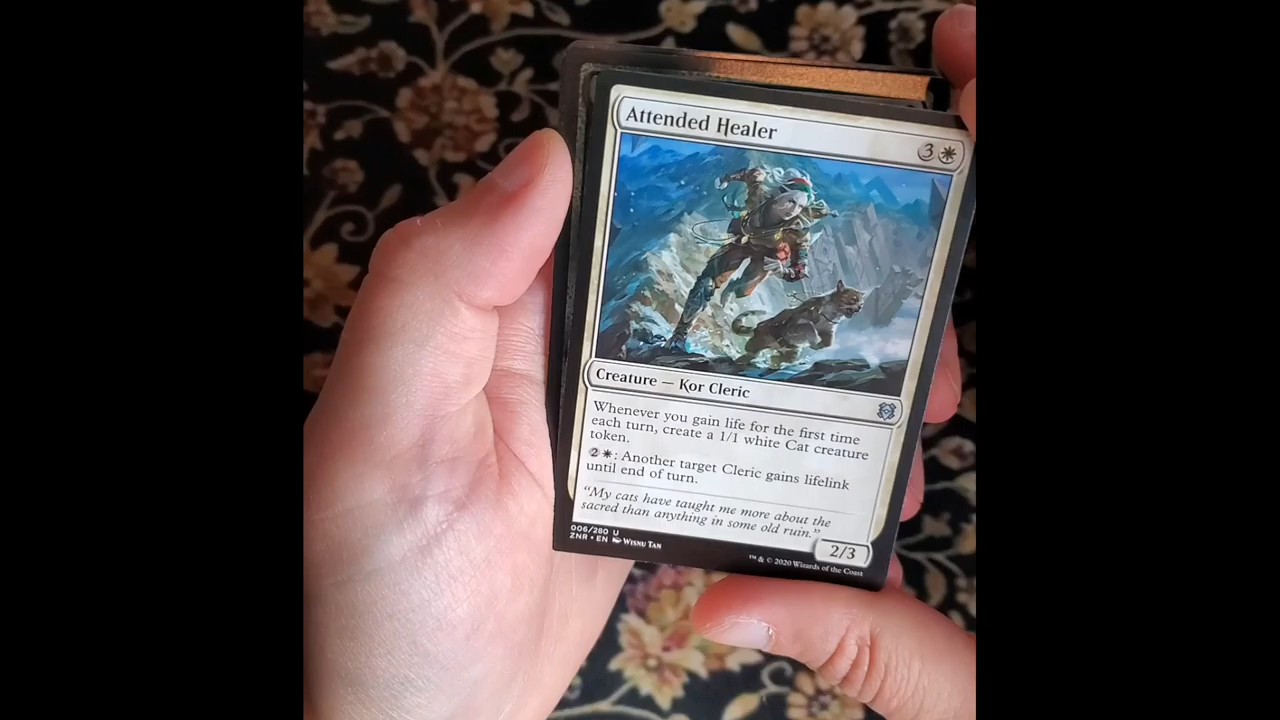 Attended Healer
3
Creature — Kor Cleric
Whenever you gain life for the first time
each turn, create a 1/1 white Cat creature
token.
2 : Another target Cleric gains lifelink
until end of turn.
“My cats have taught me more about the
sacred than anything in some old ruin.”
2/3
006/280 U
ZNR • EN Wisnu Tan
™ & © 2020 Wizards of the Coast